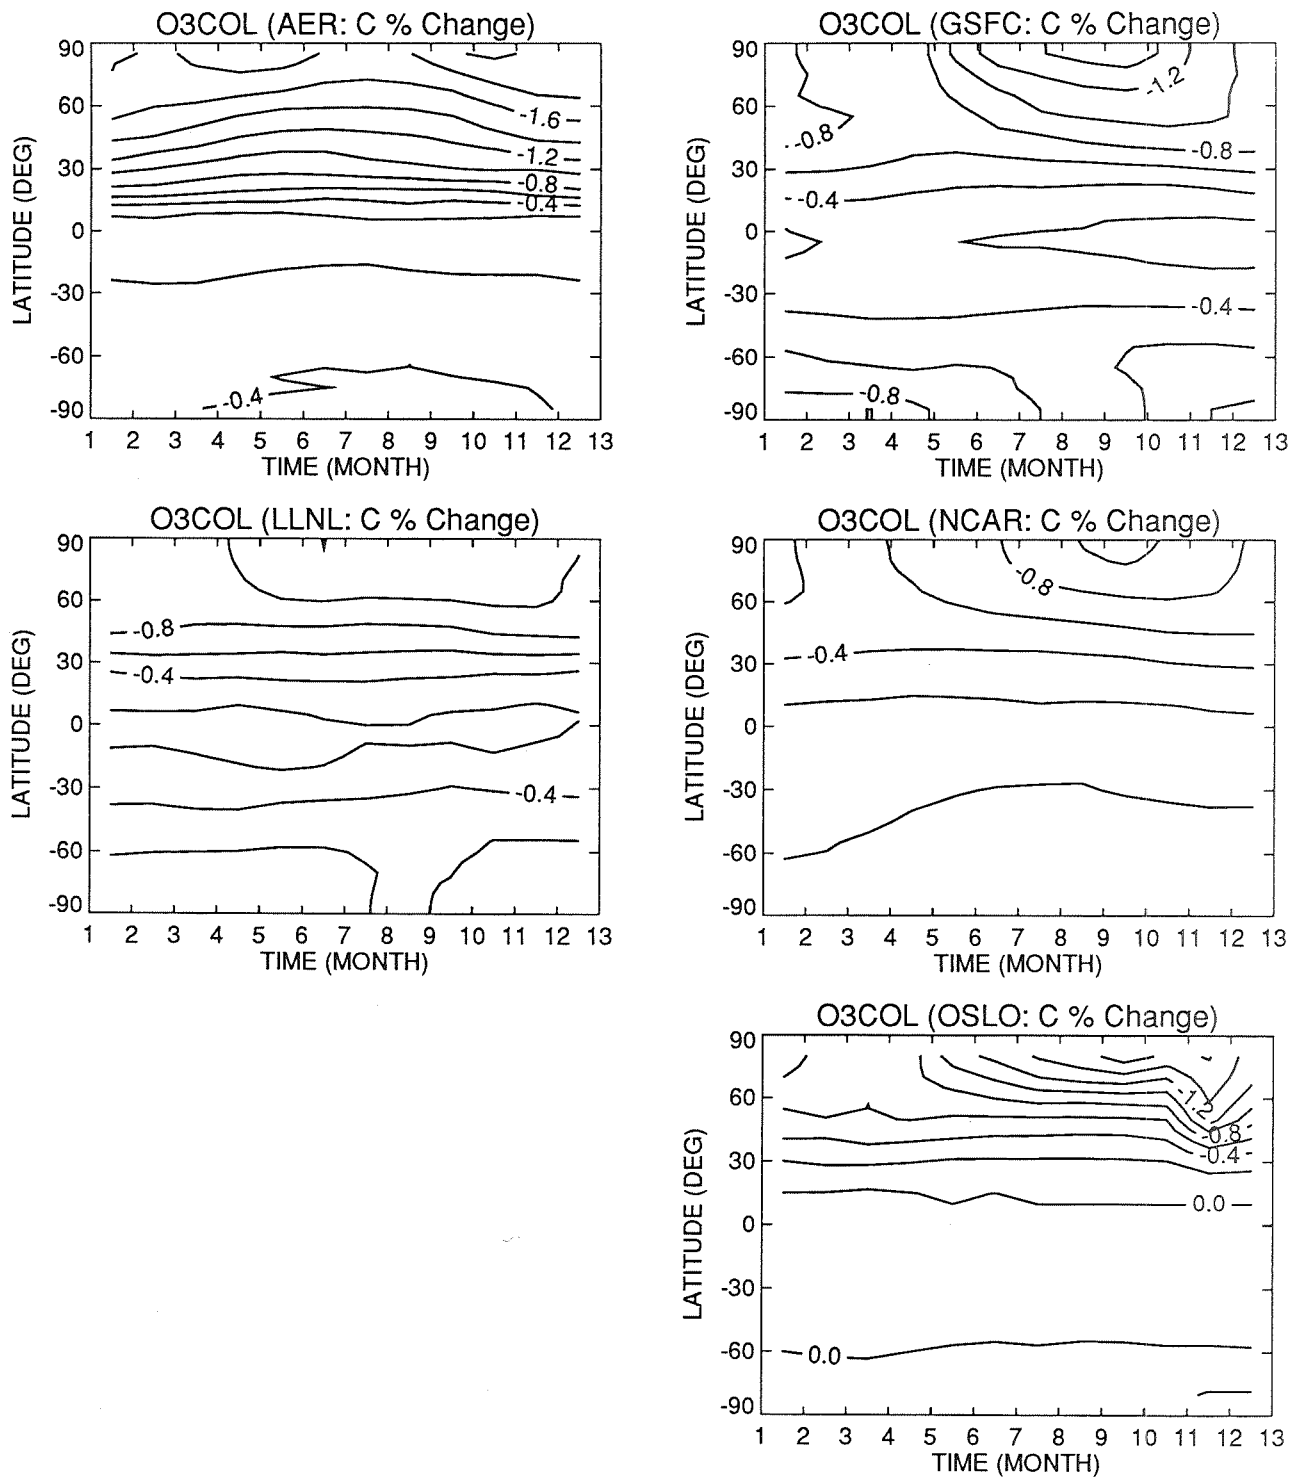 O3COL (AER: C % Change)
90
60
30
0
-30
-60
-90
LATITUDE (DEG)
-1.6
-1.2
-0.8
-0.4
-0.4
1 2 3 4 5 6 7 8 9 10 11 12 13
TIME (MONTH)
O3COL (GSFC: C % Change)
90
60
30
0
-30
-60
-90
LATITUDE (DEG)
-1.2
-0.8
-0.8
-0.4
-0.4
-0.8
1 2 3 4 5 6 7 8 9 10 11 12 13
TIME (MONTH)
O3COL (LLNL: C % Change)
90
60
30
0
-30
-60
-90
LATITUDE (DEG)
-0.8
-0.4
-0.4
1 2 3 4 5 6 7 8 9 10 11 12 13
TIME (MONTH)
O3COL (NCAR: C % Change)
90
60
30
0
-30
-60
-90
LATITUDE (DEG)
-0.8
-0.4
1 2 3 4 5 6 7 8 9 10 11 12 13
TIME (MONTH)
O3COL (OSLO: C % Change)
90
60
30
0
-30
-60
-90
LATITUDE (DEG)
-1.2
-0.8
-0.4
0.0
0.0
1 2 3 4 5 6 7 8 9 10 11 12 13
TIME (MONTH)